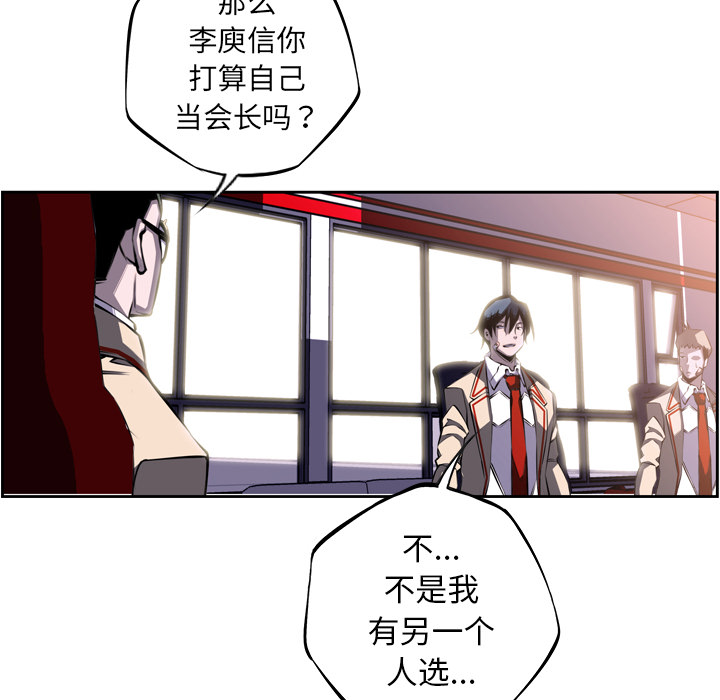 那么
李庾信你
打算自己
当会长吗？
不…
不是我
有另一个
人选…